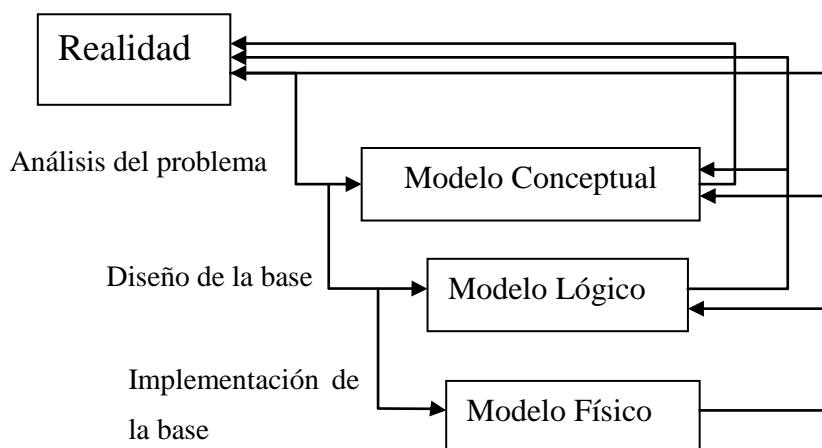 Realidad
Análisis del problema
Modelo Conceptual
Diseño de la base
Modelo Lógico
Implementación de
la base
Modelo Físico